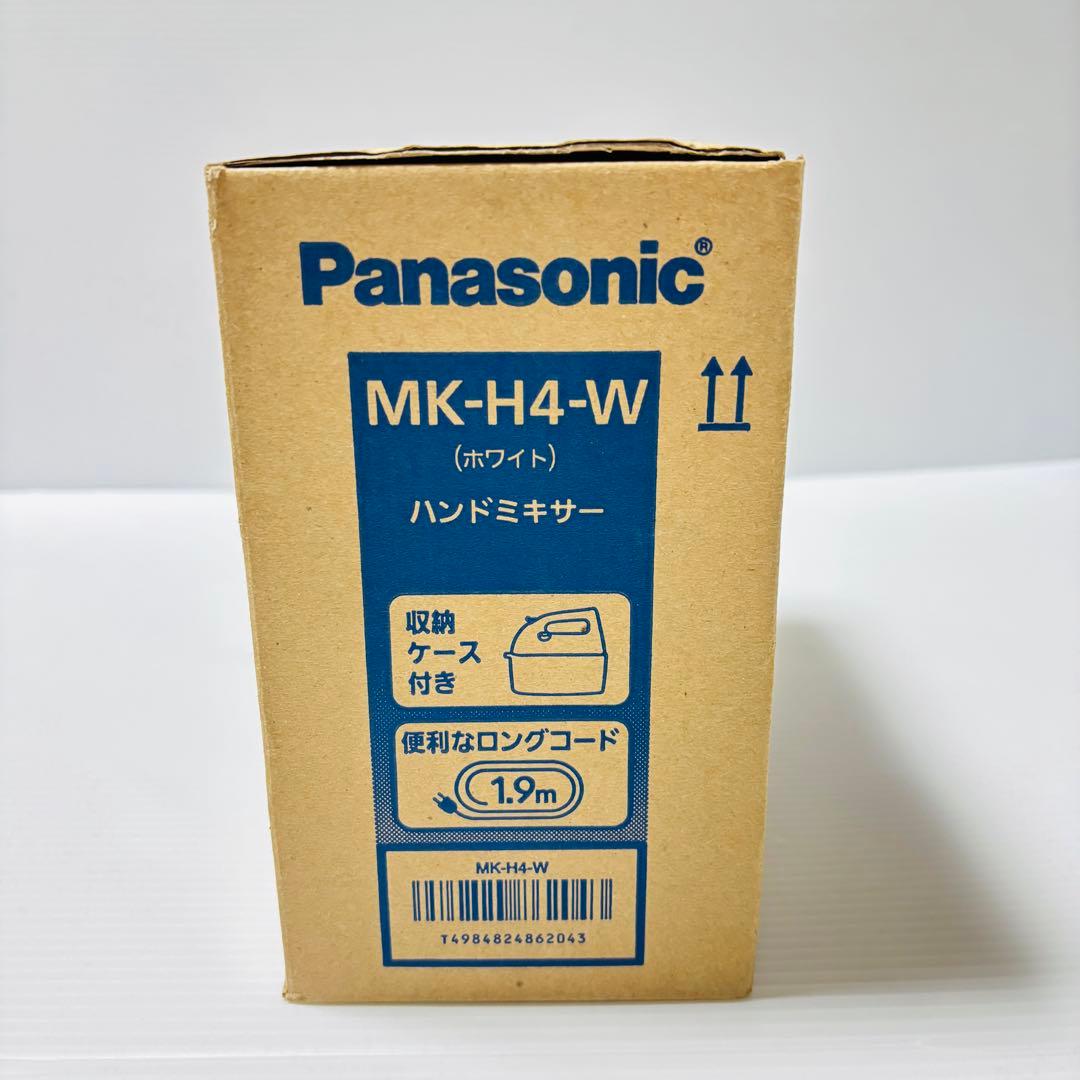 Panasonic®
MK-H4-W
(ホワイト)
ハンドミキサー
収納
ケース
付き
便利なロングコード
1.9m
MK-H4-W
T4984824862043